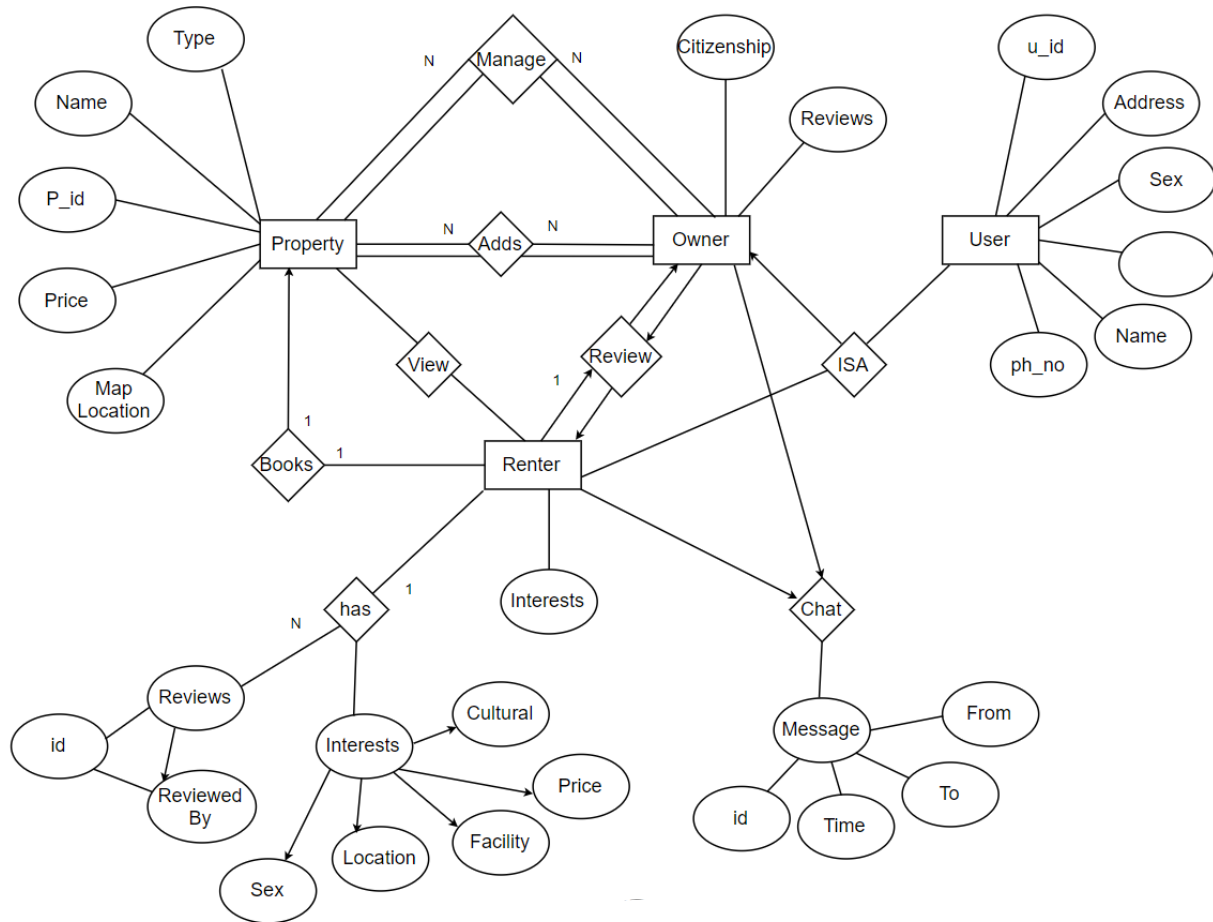 Type
N
Manage
N
Citizenship
u_id
Name
Reviews
Address
P_id
Sex
Property
N
Adds
N
Owner
User
Price
Name
View
Review
ISA
ph_no
Map
Location
1
1
Books
1
Renter
has
1
Interests
Chat
N
Reviews
Cultural
From
id
Interests
Message
Reviewed
By
Price
To
id
Time
Facility
Location
Sex